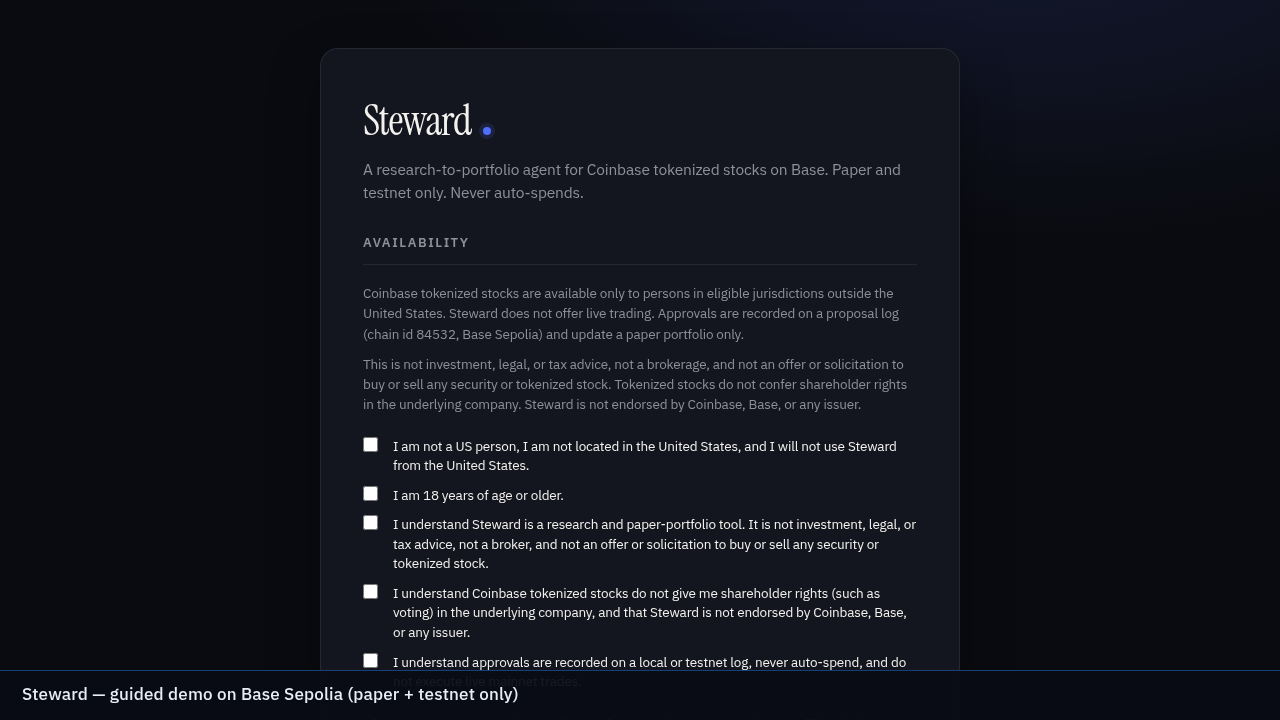 Steward
A research-to-portfolio agent for Coinbase tokenized stocks on Base. Paper and
testnet only. Never auto-spends.
AVAILABILITY
Coinbase tokenized stocks are available only to persons in eligible jurisdictions outside the
United States. Steward does not offer live trading. Approvals are recorded on a proposal log
(chain id 84532, Base Sepolia) and update a paper portfolio only.
This is not investment, legal, or tax advice, not a brokerage, and not an offer or solicitation to
buy or sell any security or tokenized stock. Tokenized stocks do not confer shareholder rights
in the underlying company. Steward is not endorsed by Coinbase, Base, or any issuer.
I am not a US person, I am not located in the United States, and I will not use Steward
from the United States.
I am 18 years of age or older.
I understand Steward is a research and paper-portfolio tool. It is not investment, legal, or
tax advice, not a broker, and not an offer or solicitation to buy or sell any security or
tokenized stock.
I understand Coinbase tokenized stocks do not give me shareholder rights (such as
voting) in the underlying company, and that Steward is not endorsed by Coinbase, Base,
or any issuer.
I understand approvals are recorded on a local or testnet log, never auto-spend, and do
not execute live mainnet trades.
Steward — guided demo on Base Sepolia (paper + testnet only)